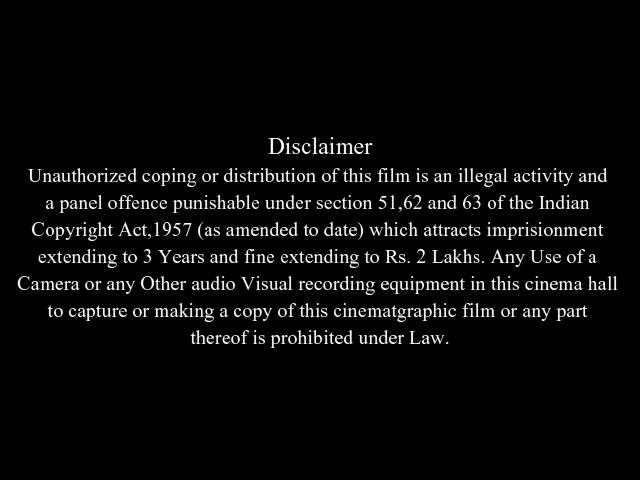 Disclaimer
Unauthorized coping or distribution of this film is an illegal activity and
a panel offence punishable under section 51,62 and 63 of the Indian
Copyright Act,1957 (as amended to date) which attracts imprisionment
extending to 3 Years and fine extending to Rs. 2 Lakhs. Any Use of a
Camera or any Other audio Visual recording equipment in this cinema hall
to capture or making a copy of this cinematgraphic film or any part
thereof is prohibited under Law.